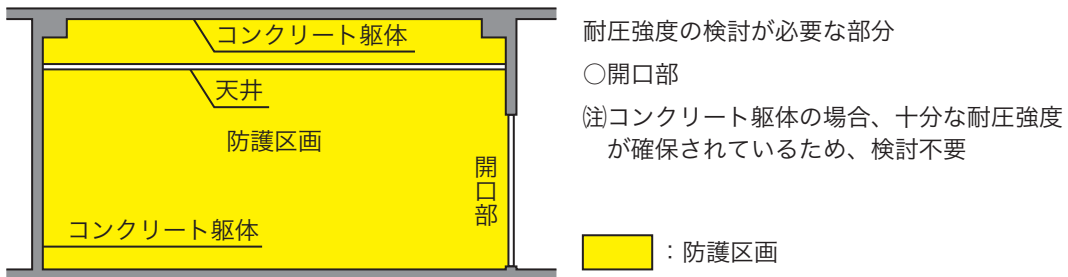 コンクリート躯体
天井
防護区画
開口部
コンクリート躯体
耐圧強度の検討が必要な部分
○開口部
㊟コンクリート躯体の場合、十分な耐圧強度
が確保されているため、検討不要
：防護区画